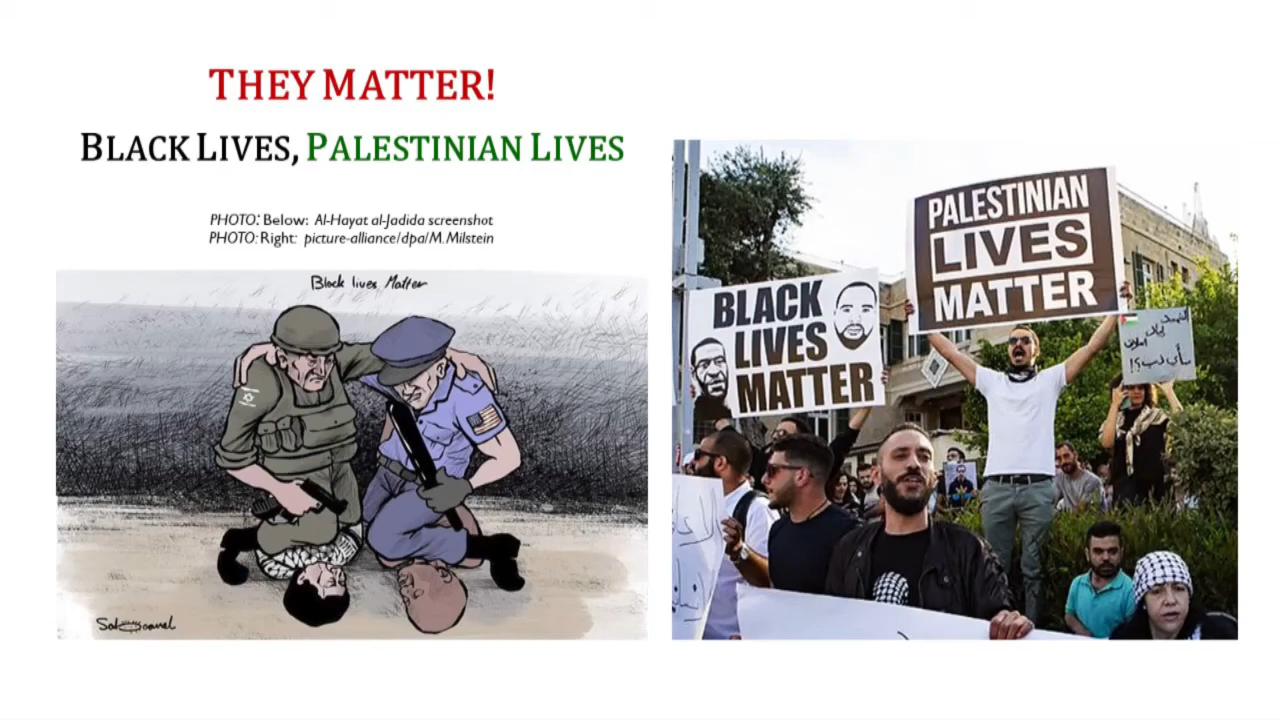 THEY MATTER!
BLACK LIVES, PALESTINIAN LIVES
PHOTO: Below: Al-Hayat al-Jadida screenshot
PHOTO: Right: picture-alliance/dpa/M. Milstein
Black lives Matter
BLACK
LIVES
MATTER
PALESTINIAN
LIVES
MATTER